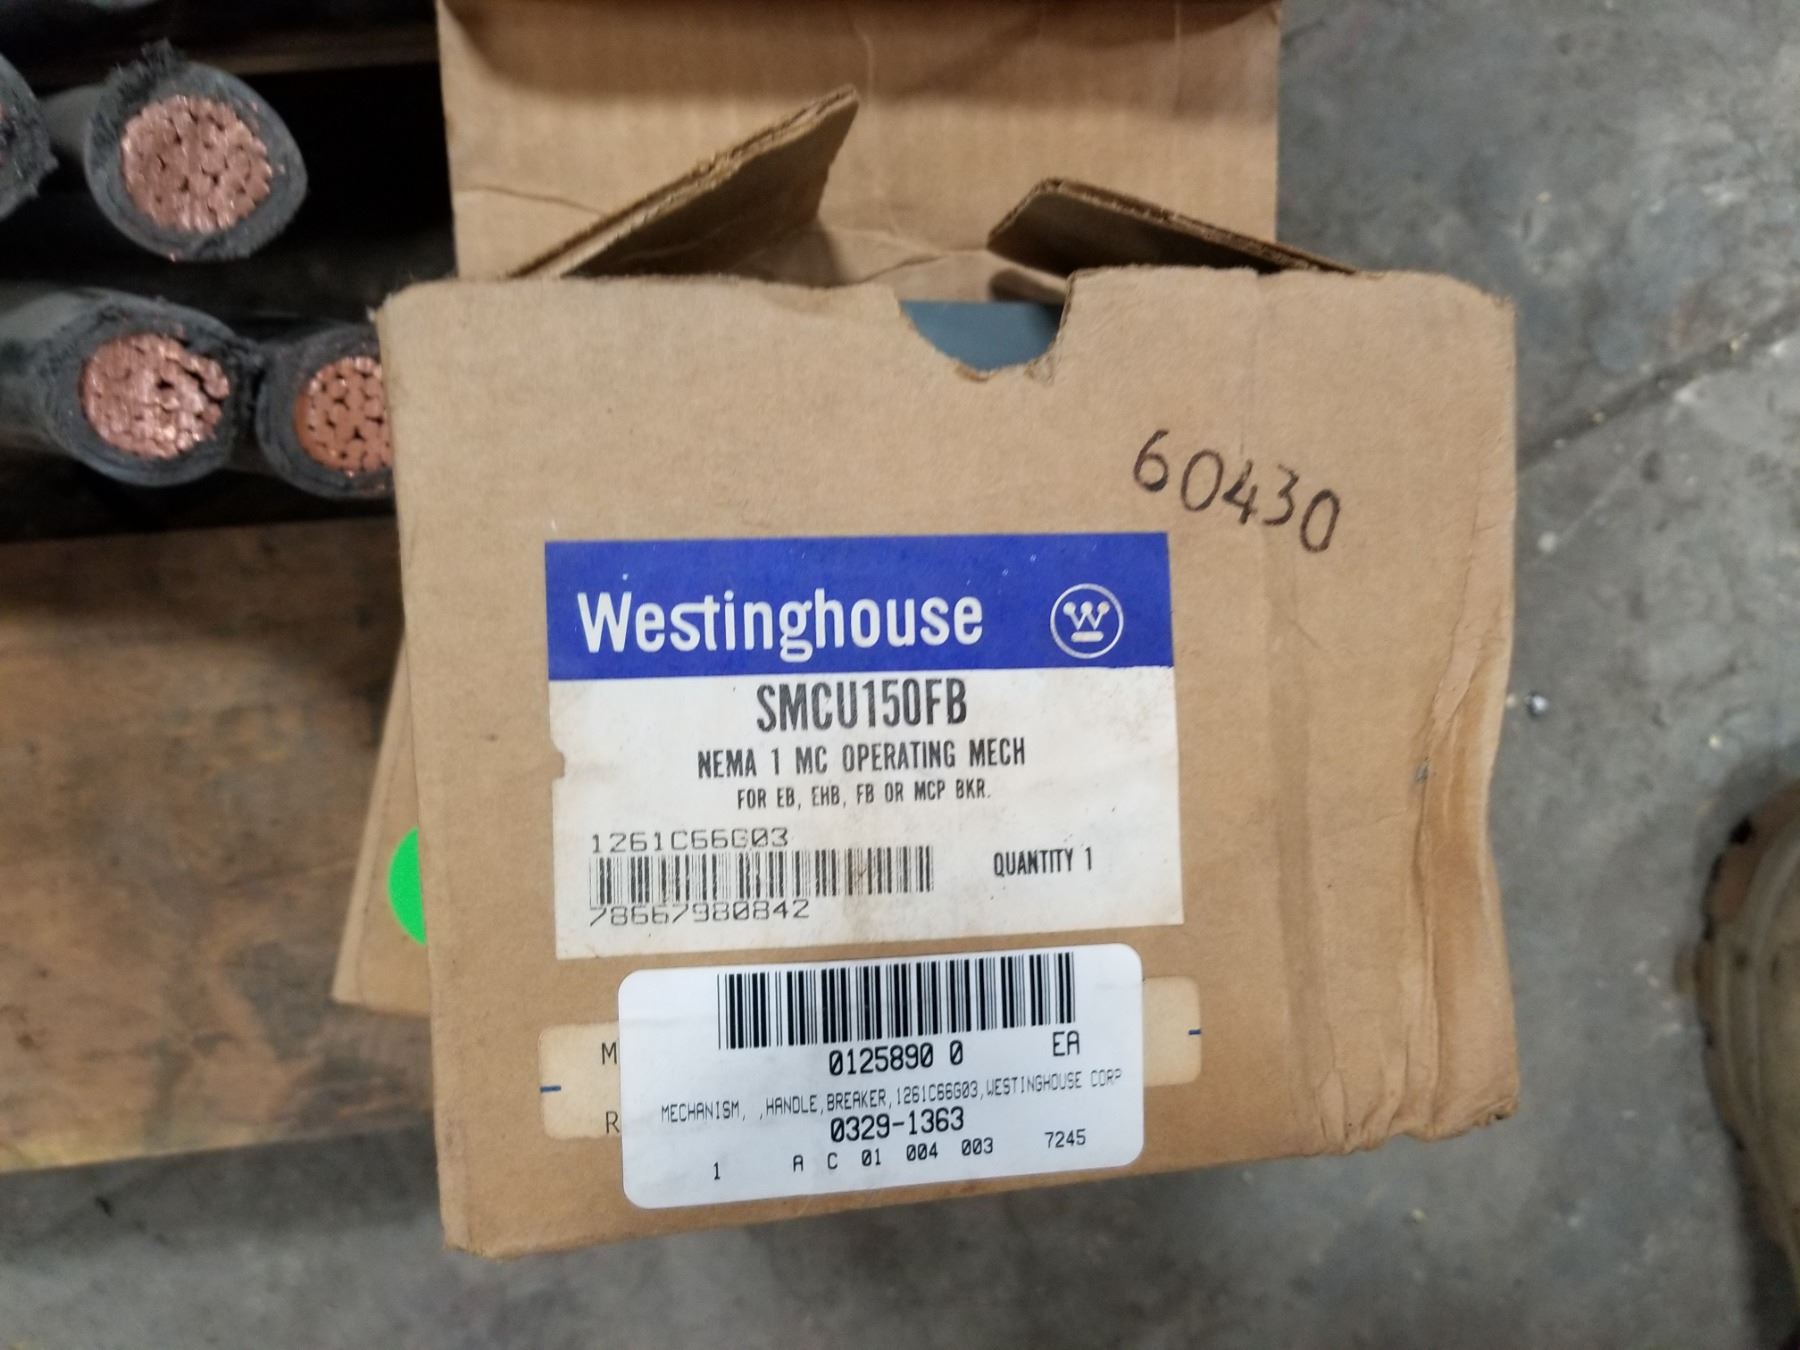 60430
Westinghouse
W
SMCU150FB
NEMA 1 MC OPERATING MECH
FOR EB, EHB, FB OR MCP BKR.
1261C66G03
QUANTITY 1
78667980842
M
R
0125890 0 EA
MECHANISM, ,HANDLE,BREAKER,1261C66G03,WESTINGHOUSE CORP
0329-1363
1 A C 01 004 003 7245